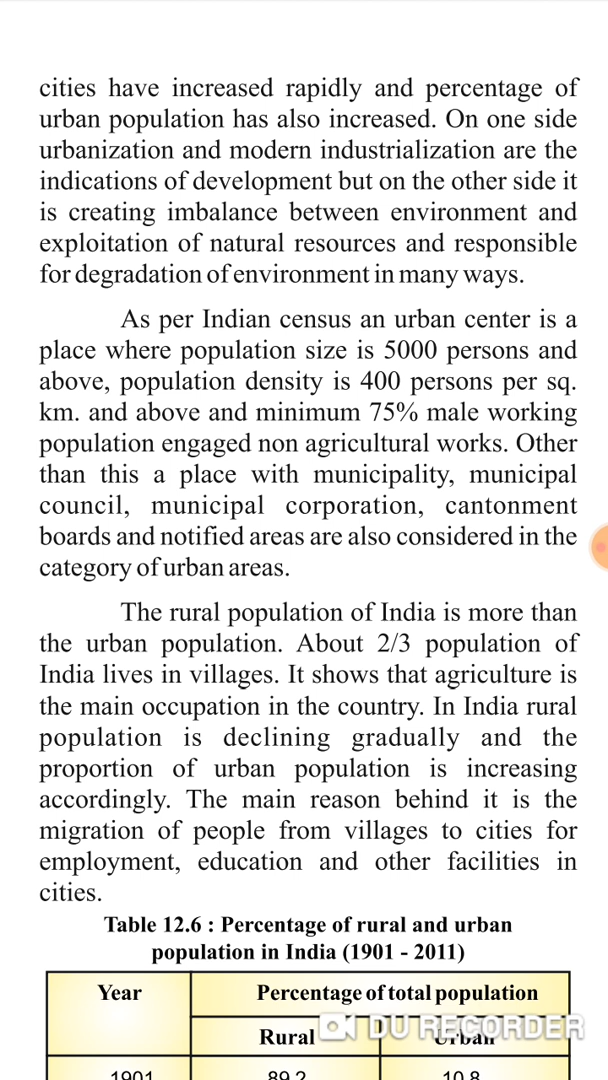 cities have increased rapidly and percentage of
urban population has also increased. On one side
urbanization and modern industrialization are the
indications of development but on the other side it
is creating imbalance between environment and
exploitation of natural resources and responsible
for degradation of environment in many ways.
As per Indian census an urban center is a
place where population size is 5000 persons and
above, population density is 400 persons per sq.
km. and above and minimum 75% male working
population engaged non agricultural works. Other
than this a place with municipality, municipal
council, municipal corporation, cantonment
boards and notified areas are also considered in the
category of urban areas.
The rural population of India is more than
the urban population. About 2/3 population of
India lives in villages. It shows that agriculture is
the main occupation in the country. In India rural
population is declining gradually and the
proportion of urban population is increasing
accordingly. The main reason behind it is the
migration of people from villages to cities for
employment, education and other facilities in
cities.
Table 12.6 : Percentage of rural and urban
population in India (1901 - 2011)
Year Percentage of total population
Rural Urban
DU RECORDER
1901 89.2 10.8